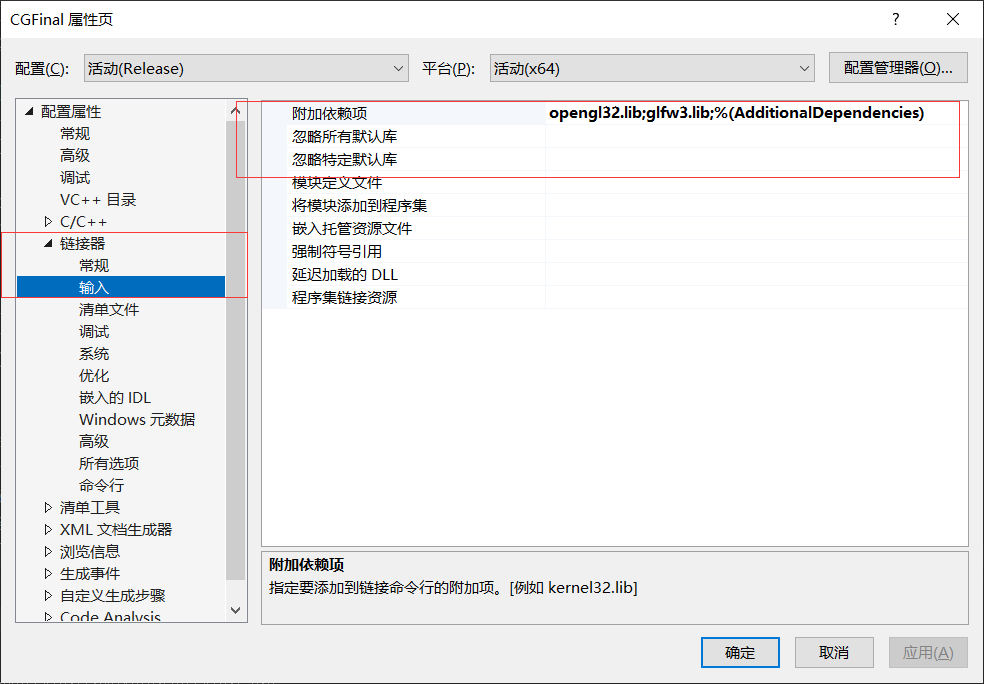 CGFinal 属性页
?
配置(C):
活动(Release)
平台(P):
活动(x64)
配置管理器(O)...
配置属性
常规
高级
调试
VC++ 目录
C/C++
链接器
常规
输入
清单文件
调试
系统
优化
嵌入的 IDL
Windows 元数据
高级
所有选项
命令行
清单工具
XML 文档生成器
浏览信息
生成事件
自定义生成步骤
Code Analysis
附加依赖项 opengl32.lib;glfw3.lib;%(AdditionalDependencies)
忽略所有默认库
忽略特定默认库
模块定义文件
将模块添加到程序集
嵌入托管资源文件
强制符号引用
延迟加载的 DLL
程序集链接资源
附加依赖项
指定要添加到链接命令行的附加项。[例如 kernel32.lib]
确定
取消
应用(A)